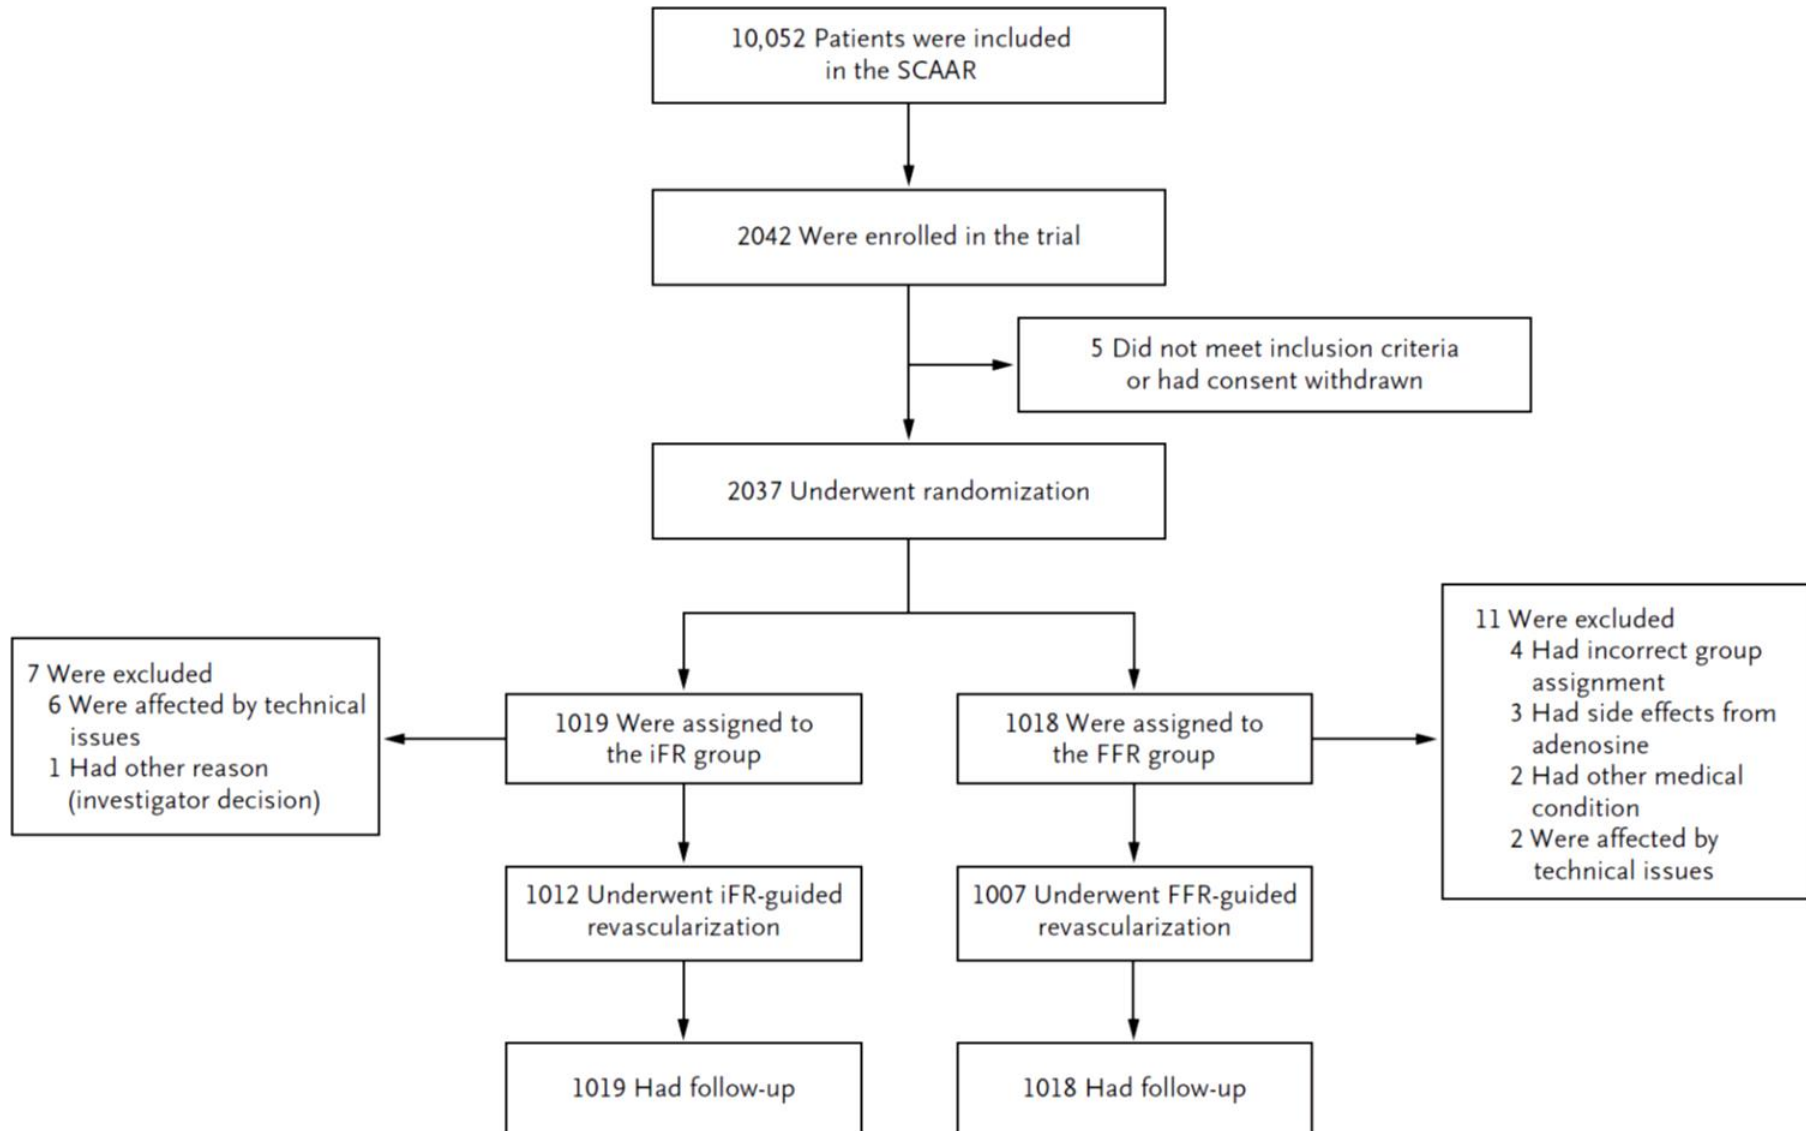 10,052 Patients were included
in the SCAAR
2042 Were enrolled in the trial
5 Did not meet inclusion criteria
or had consent withdrawn
2037 Underwent randomization
7 Were excluded
6 Were affected by technical
issues
1 Had other reason
(investigator decision)
1019 Were assigned to
the iFR group
1018 Were assigned to
the FFR group
11 Were excluded
4 Had incorrect group
assignment
3 Had side effects from
adenosine
2 Had other medical
condition
2 Were affected by
technical issues
1012 Underwent iFR-guided
revascularization
1007 Underwent FFR-guided
revascularization
1019 Had follow-up
1018 Had follow-up